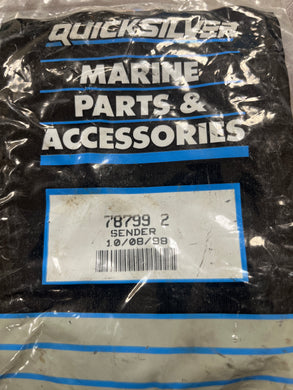 QUICKSILVER
MARINE
PARTS &
ACCESSORIES
78799 2
SENDER
10/08/98